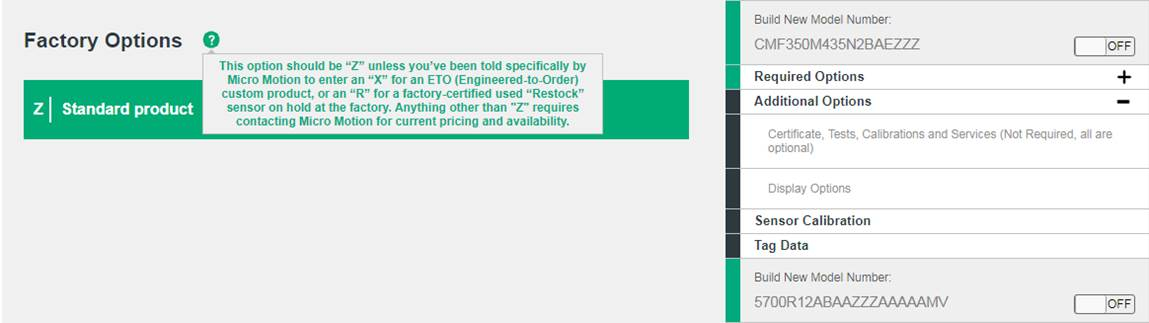 Factory Options ?
This option should be “Z” unless you’ve been told specifically by
Micro Motion to enter an “X” for an ETO (Engineered-to-Order)
custom product, or an “R” for a factory-certified used “Restock”
sensor on hold at the factory. Anything other than "Z" requires
contacting Micro Motion for current pricing and availability.
Z Standard product
Build New Model Number:
CMF350M435N2BAEZZZ
OFF
Required Options +
Additional Options −
Certificate, Tests, Calibrations and Services (Not Required, all are
optional)
Display Options
Sensor Calibration
Tag Data
Build New Model Number:
5700R12ABAAZZZAAAAAMV
OFF